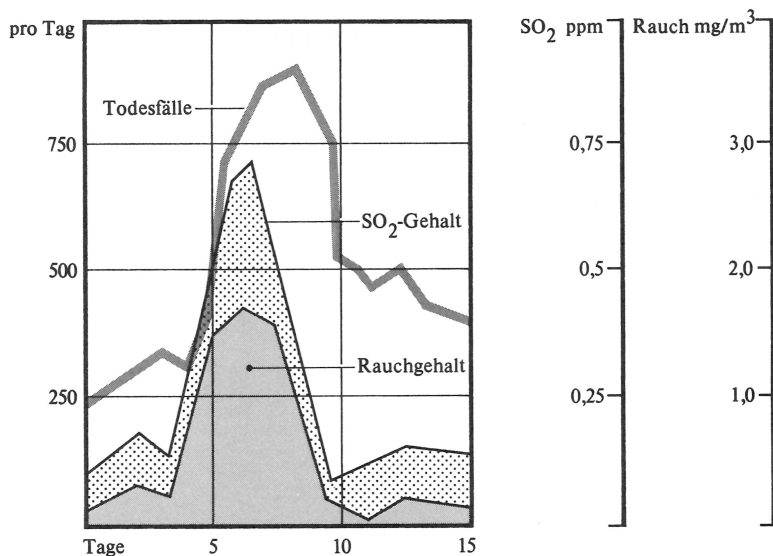 pro Tag
SO2 ppm
Rauch mg/m3
Todesfälle
750
0,75
3,0
SO2-Gehalt
500
0,5
2,0
Rauchgehalt
250
0,25
1,0
Tage
5
10
15